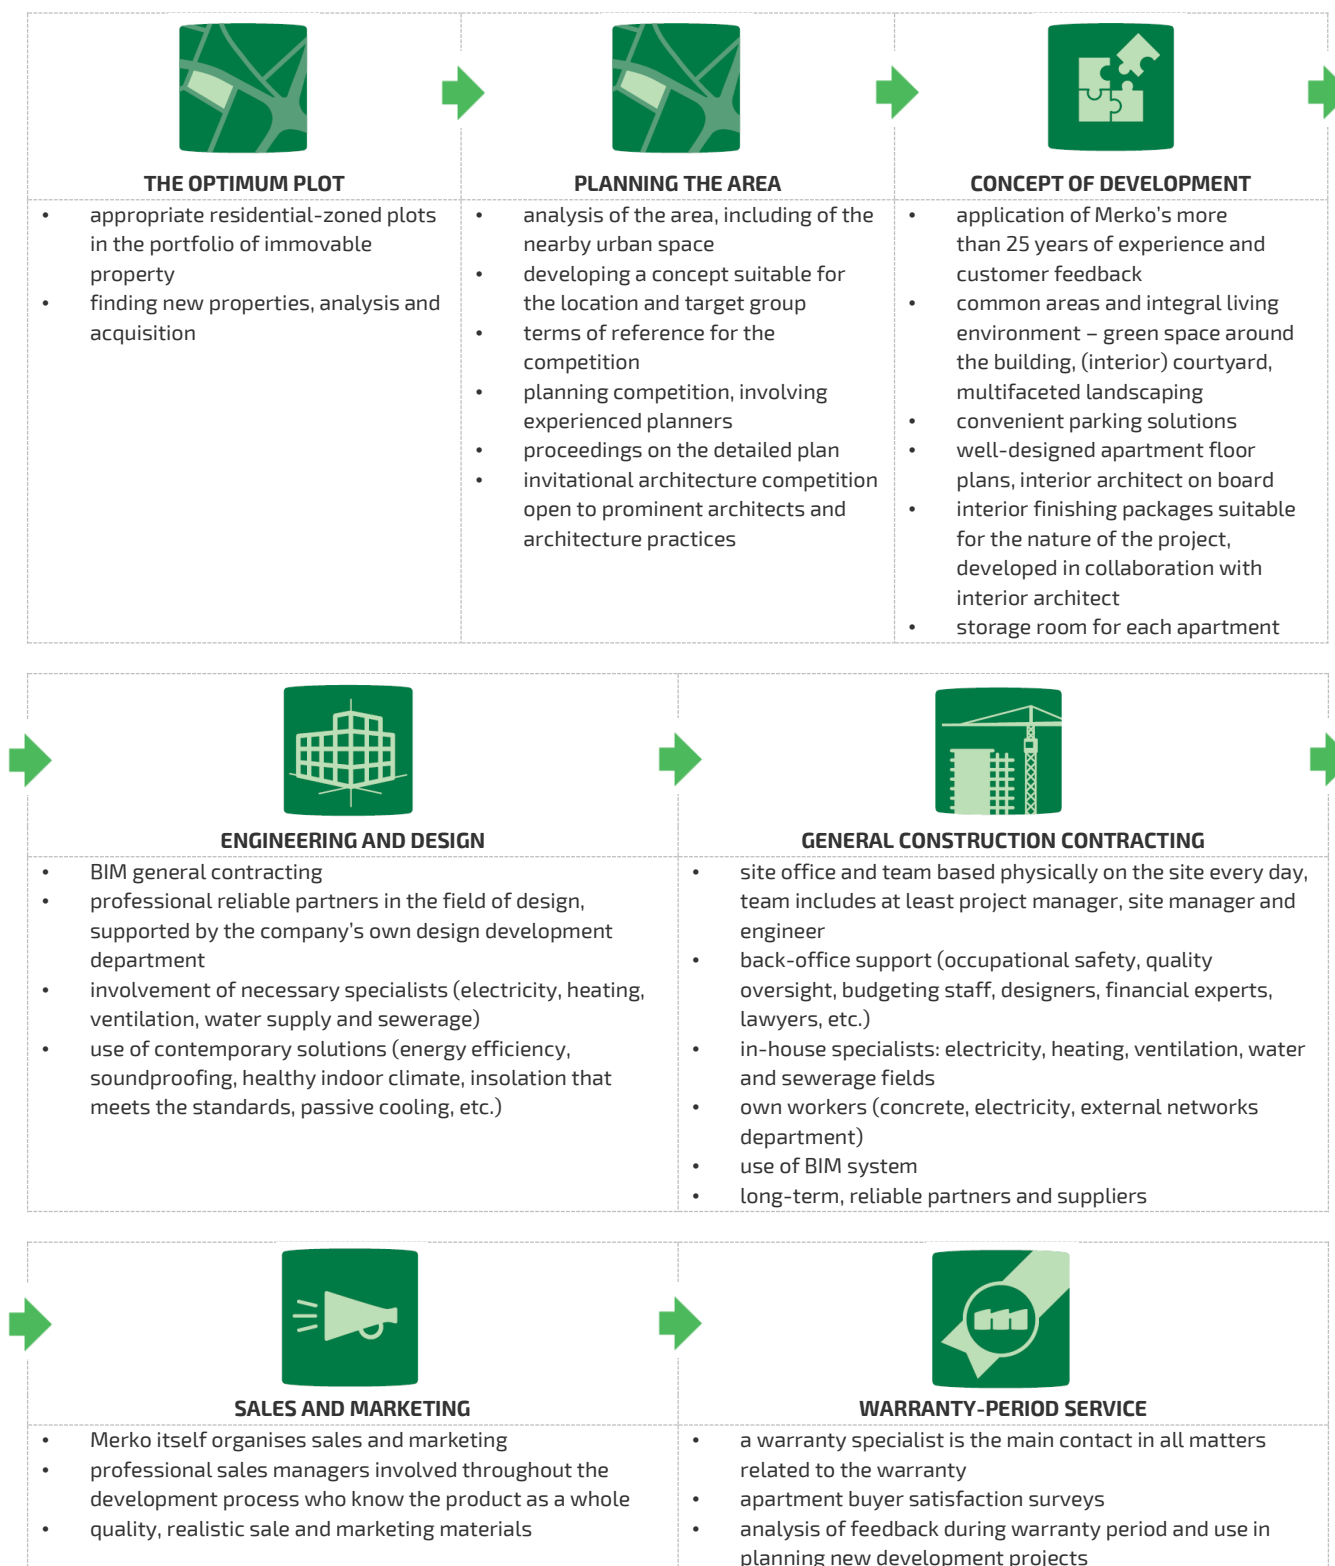 THE OPTIMUM PLOT
• appropriate residential-zoned plots
in the portfolio of immovable
property
• finding new properties, analysis and
acquisition
PLANNING THE AREA
• analysis of the area, including of the
nearby urban space
• developing a concept suitable for
the location and target group
• terms of reference for the
competition
• planning competition, involving
experienced planners
• proceedings on the detailed plan
• invitational architecture competition
open to prominent architects and
architecture practices
CONCEPT OF DEVELOPMENT
• application of Merko's more
than 25 years of experience and
customer feedback
• common areas and integral living
environment – green space around
the building, (interior) courtyard,
multifaceted landscaping
• convenient parking solutions
• well-designed apartment floor
plans, interior architect on board
• interior finishing packages suitable
for the nature of the project,
developed in collaboration with
interior architect
• storage room for each apartment
ENGINEERING AND DESIGN
• BIM general contracting
• professional reliable partners in the field of design,
supported by the company's own design development
department
• involvement of necessary specialists (electricity, heating,
ventilation, water supply and sewerage)
• use of contemporary solutions (energy efficiency,
soundproofing, healthy indoor climate, insolation that
meets the standards, passive cooling, etc.)
GENERAL CONSTRUCTION CONTRACTING
• site office and team based physically on the site every day,
team includes at least project manager, site manager and
engineer
• back-office support (occupational safety, quality
oversight, budgeting staff, designers, financial experts,
lawyers, etc.)
• in-house specialists: electricity, heating, ventilation, water
and sewerage fields
• own workers (concrete, electricity, external networks
department)
• use of BIM system
• long-term, reliable partners and suppliers
SALES AND MARKETING
• Merko itself organises sales and marketing
• professional sales managers involved throughout the
development process who know the product as a whole
• quality, realistic sale and marketing materials
WARRANTY-PERIOD SERVICE
• a warranty specialist is the main contact in all matters
related to the warranty
• apartment buyer satisfaction surveys
• analysis of feedback during warranty period and use in
planning new development projects